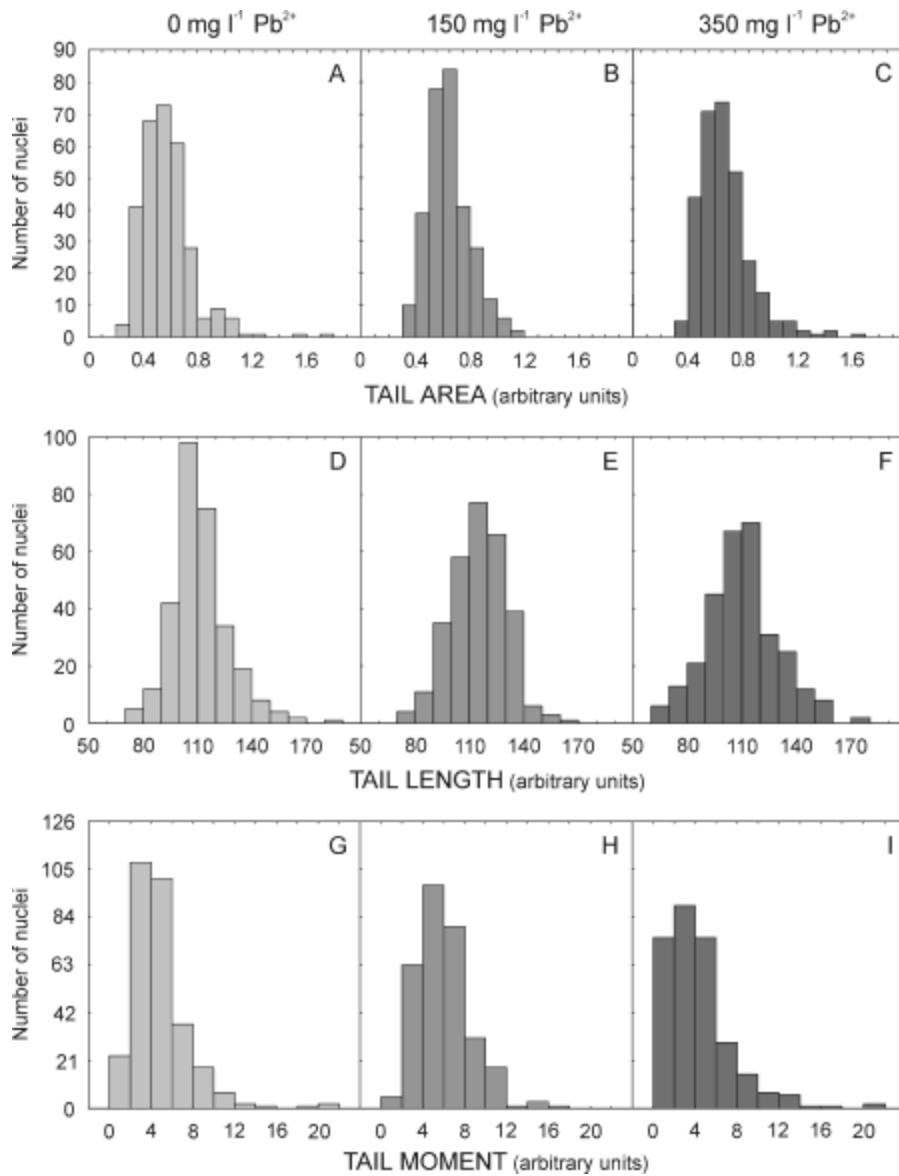 0 mg l⁻¹ Pb²⁺ 150 mg l⁻¹ Pb²⁺ 350 mg l⁻¹ Pb²⁺
90
A B C
80
70
60
50
40
30
20
10
0
Number of nuclei
0 0.4 0.8 1.2 1.6 0 0.4 0.8 1.2 1.6 0 0.4 0.8 1.2 1.6
TAIL AREA (arbitrary units)
100
D E F
80
60
40
20
0
Number of nuclei
50 80 110 140 170 50 80 110 140 170 50 80 110 140 170
TAIL LENGTH (arbitrary units)
126
G H I
105
84
63
42
21
0
Number of nuclei
0 4 8 12 16 20 0 4 8 12 16 20 0 4 8 12 16 20
TAIL MOMENT (arbitrary units)